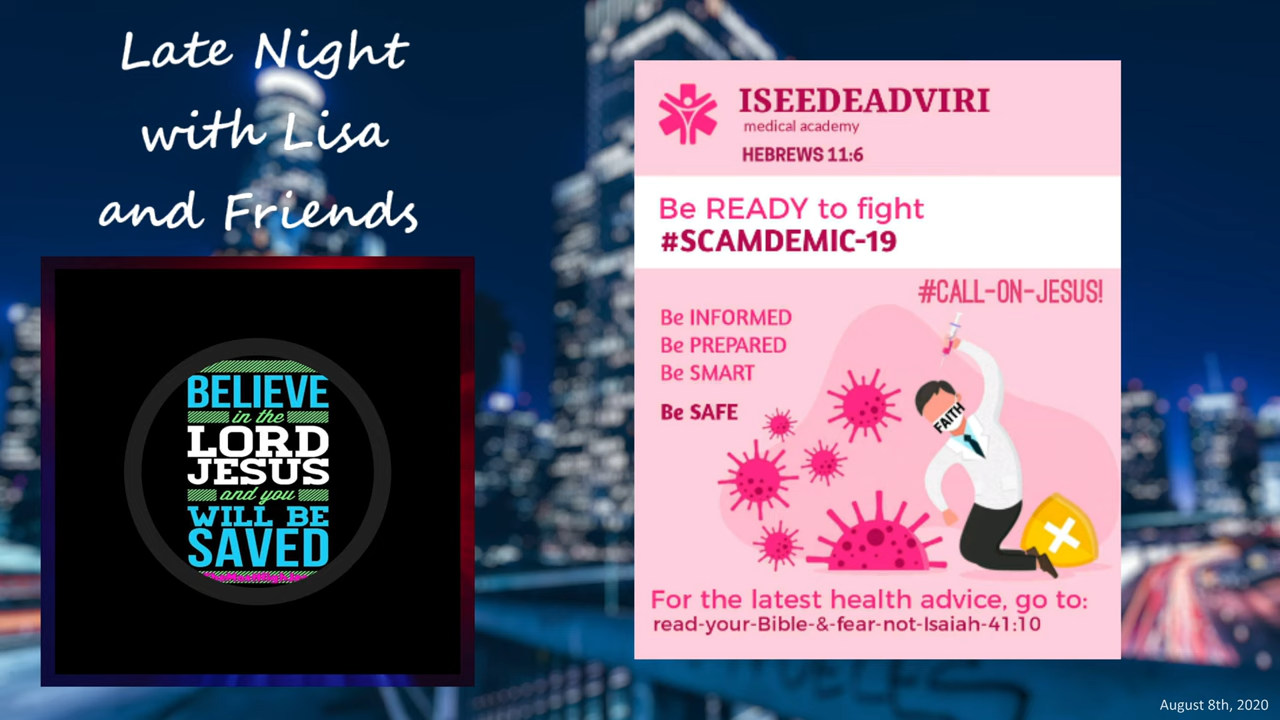 Late Night
with Lisa
and Friends
BELIEVE
in the
LORD
JESUS
and you
WILL BE
SAVED
ISEEDEADVIRI
medical academy
HEBREWS 11:6
Be READY to fight
#SCAMDEMIC-19
#CALL-ON-JESUS!
Be INFORMED
Be PREPARED
Be SMART
Be SAFE
FAITH
For the latest health advice, go to:
read-your-Bible-&-fear-not-Isaiah-41:10
August 8th, 2020